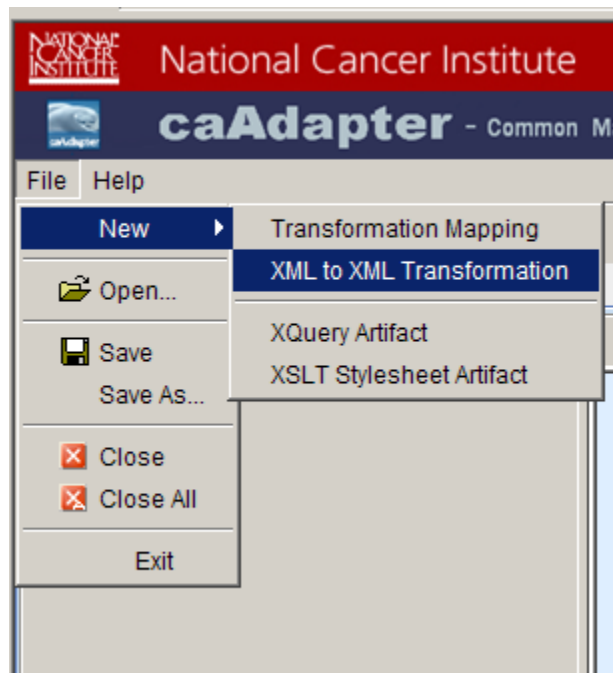 NATIONAL
CANCER
INSTITUTE
National Cancer Institute
caAdapter
caAdapter - Common M
File Help
New
Transformation Mapping
XML to XML Transformation
Open...
XQuery Artifact
Save
XSLT Stylesheet Artifact
Save As...
Close
Close All
Exit